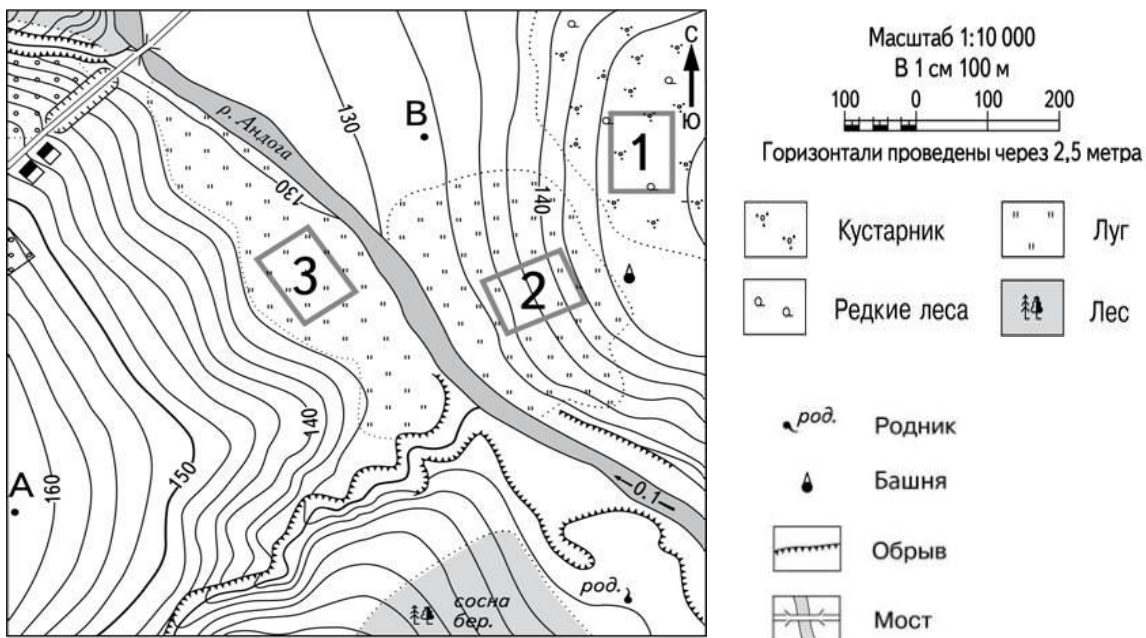 р. Андога
130
130
140
140
150
160
В
А
1
2
3
С
Ю
0.1
род.
сосна
бер.
Масштаб 1:10 000
В 1 см 100 м
100 0 100 200
Горизонтали проведены через 2,5 метра
Кустарник
Луг
Редкие леса
Лес
род.
Родник
Башня
Обрыв
Мост